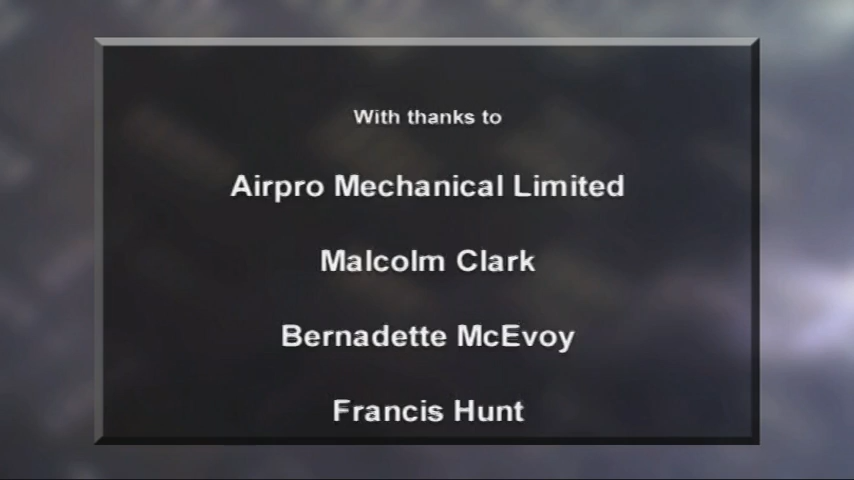 With thanks to
Airpro Mechanical Limited
Malcolm Clark
Bernadette McEvoy
Francis Hunt